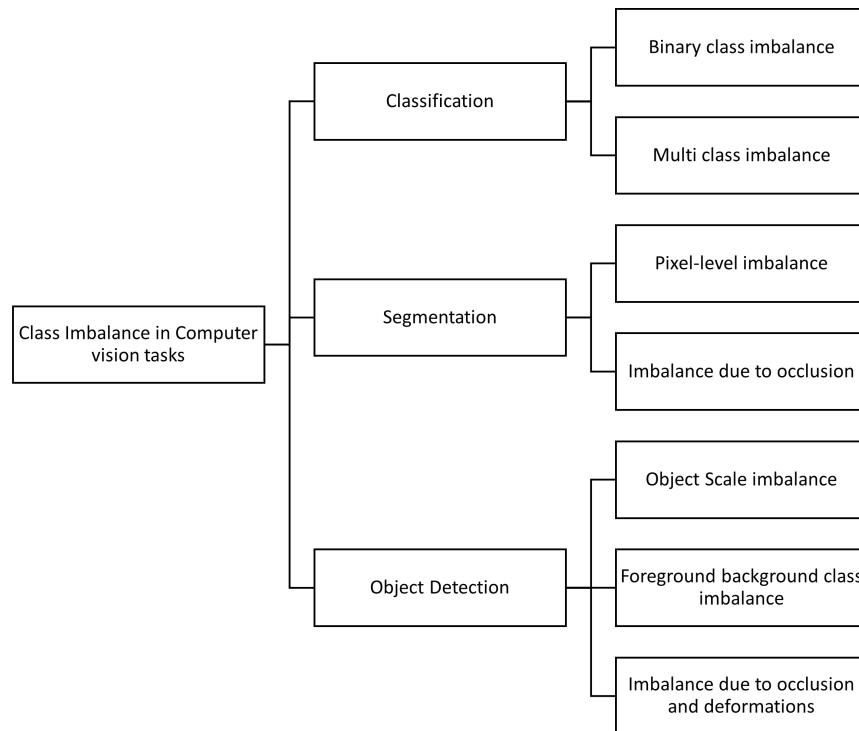 Class Imbalance in Computer
vision tasks
Classification
Binary class imbalance
Multi class imbalance
Segmentation
Pixel-level imbalance
Imbalance due to occlusion
Object Detection
Object Scale imbalance
Foreground background class
imbalance
Imbalance due to occlusion
and deformations